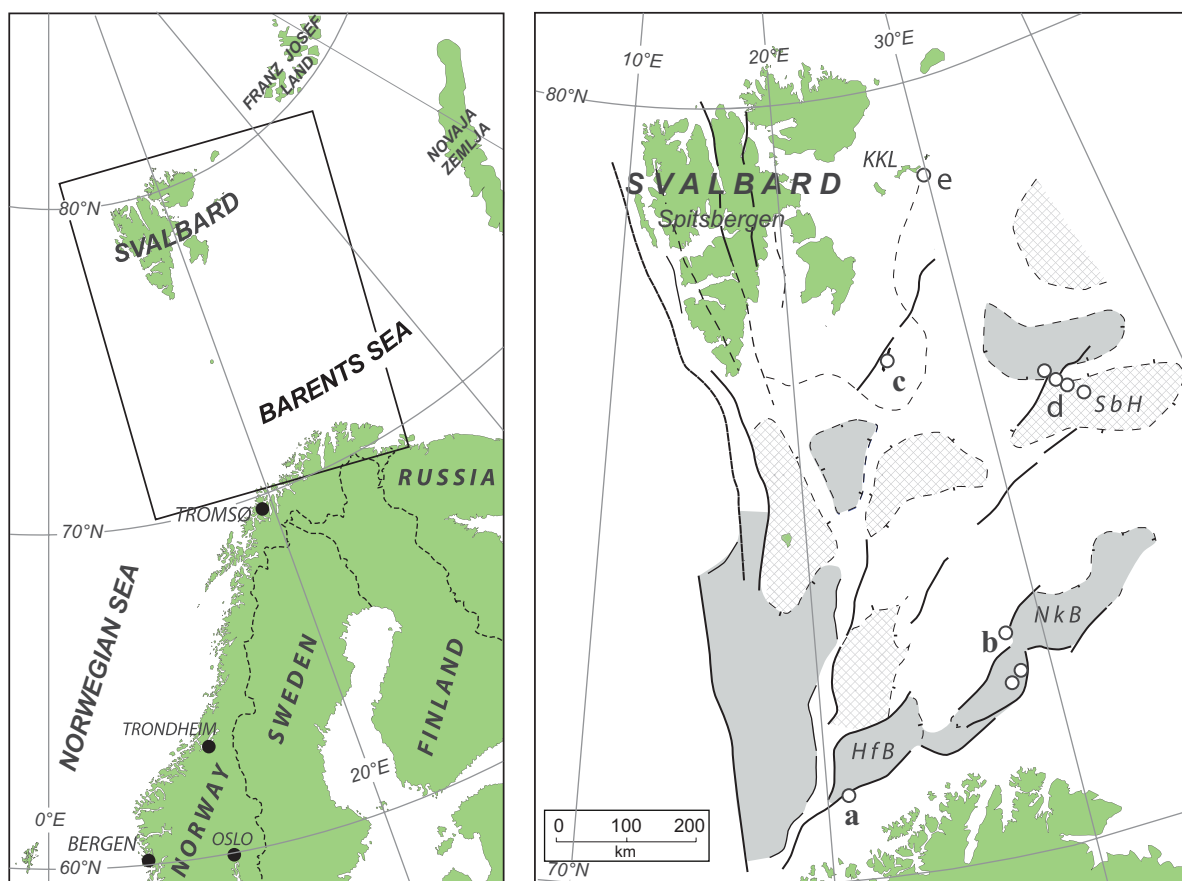 FRANZ JOSEF
LAND
NOVAJA
ZEMLJA
80°N
SVALBARD
BARENTS SEA
RUSSIA
TROMSØ
70°N
NORWEGIAN SEA
SWEDEN
FINLAND
TRONDHEIM
20°E
NORWAY
0°E
BERGEN
OSLO
60°N
30°E
20°E
10°E
80°N
KKL
e
SVALBARD
Spitsbergen
c
d
SbH
NkB
b
HfB
a
0 100 200
km
70°N